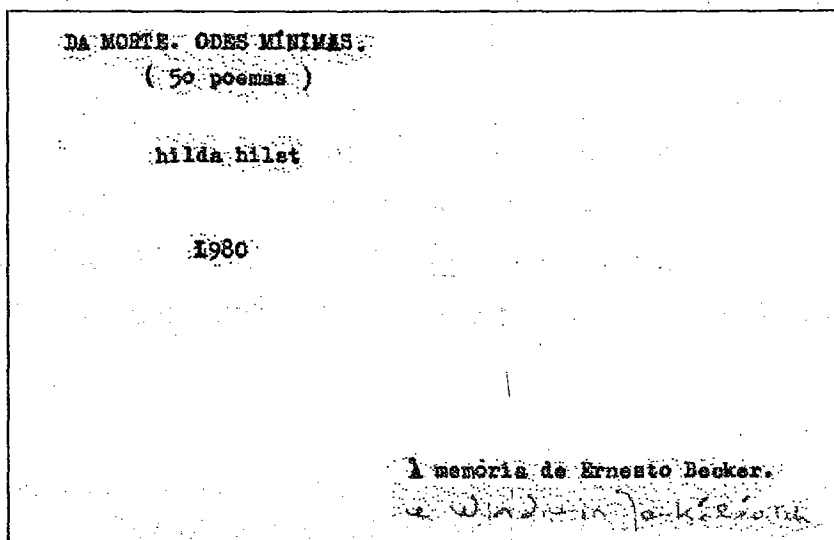 DA MORTE. ODES MÍNIMAS.
( 50 poemas )
hilda hilst
1980
À memória de Ernesto Becker.
e